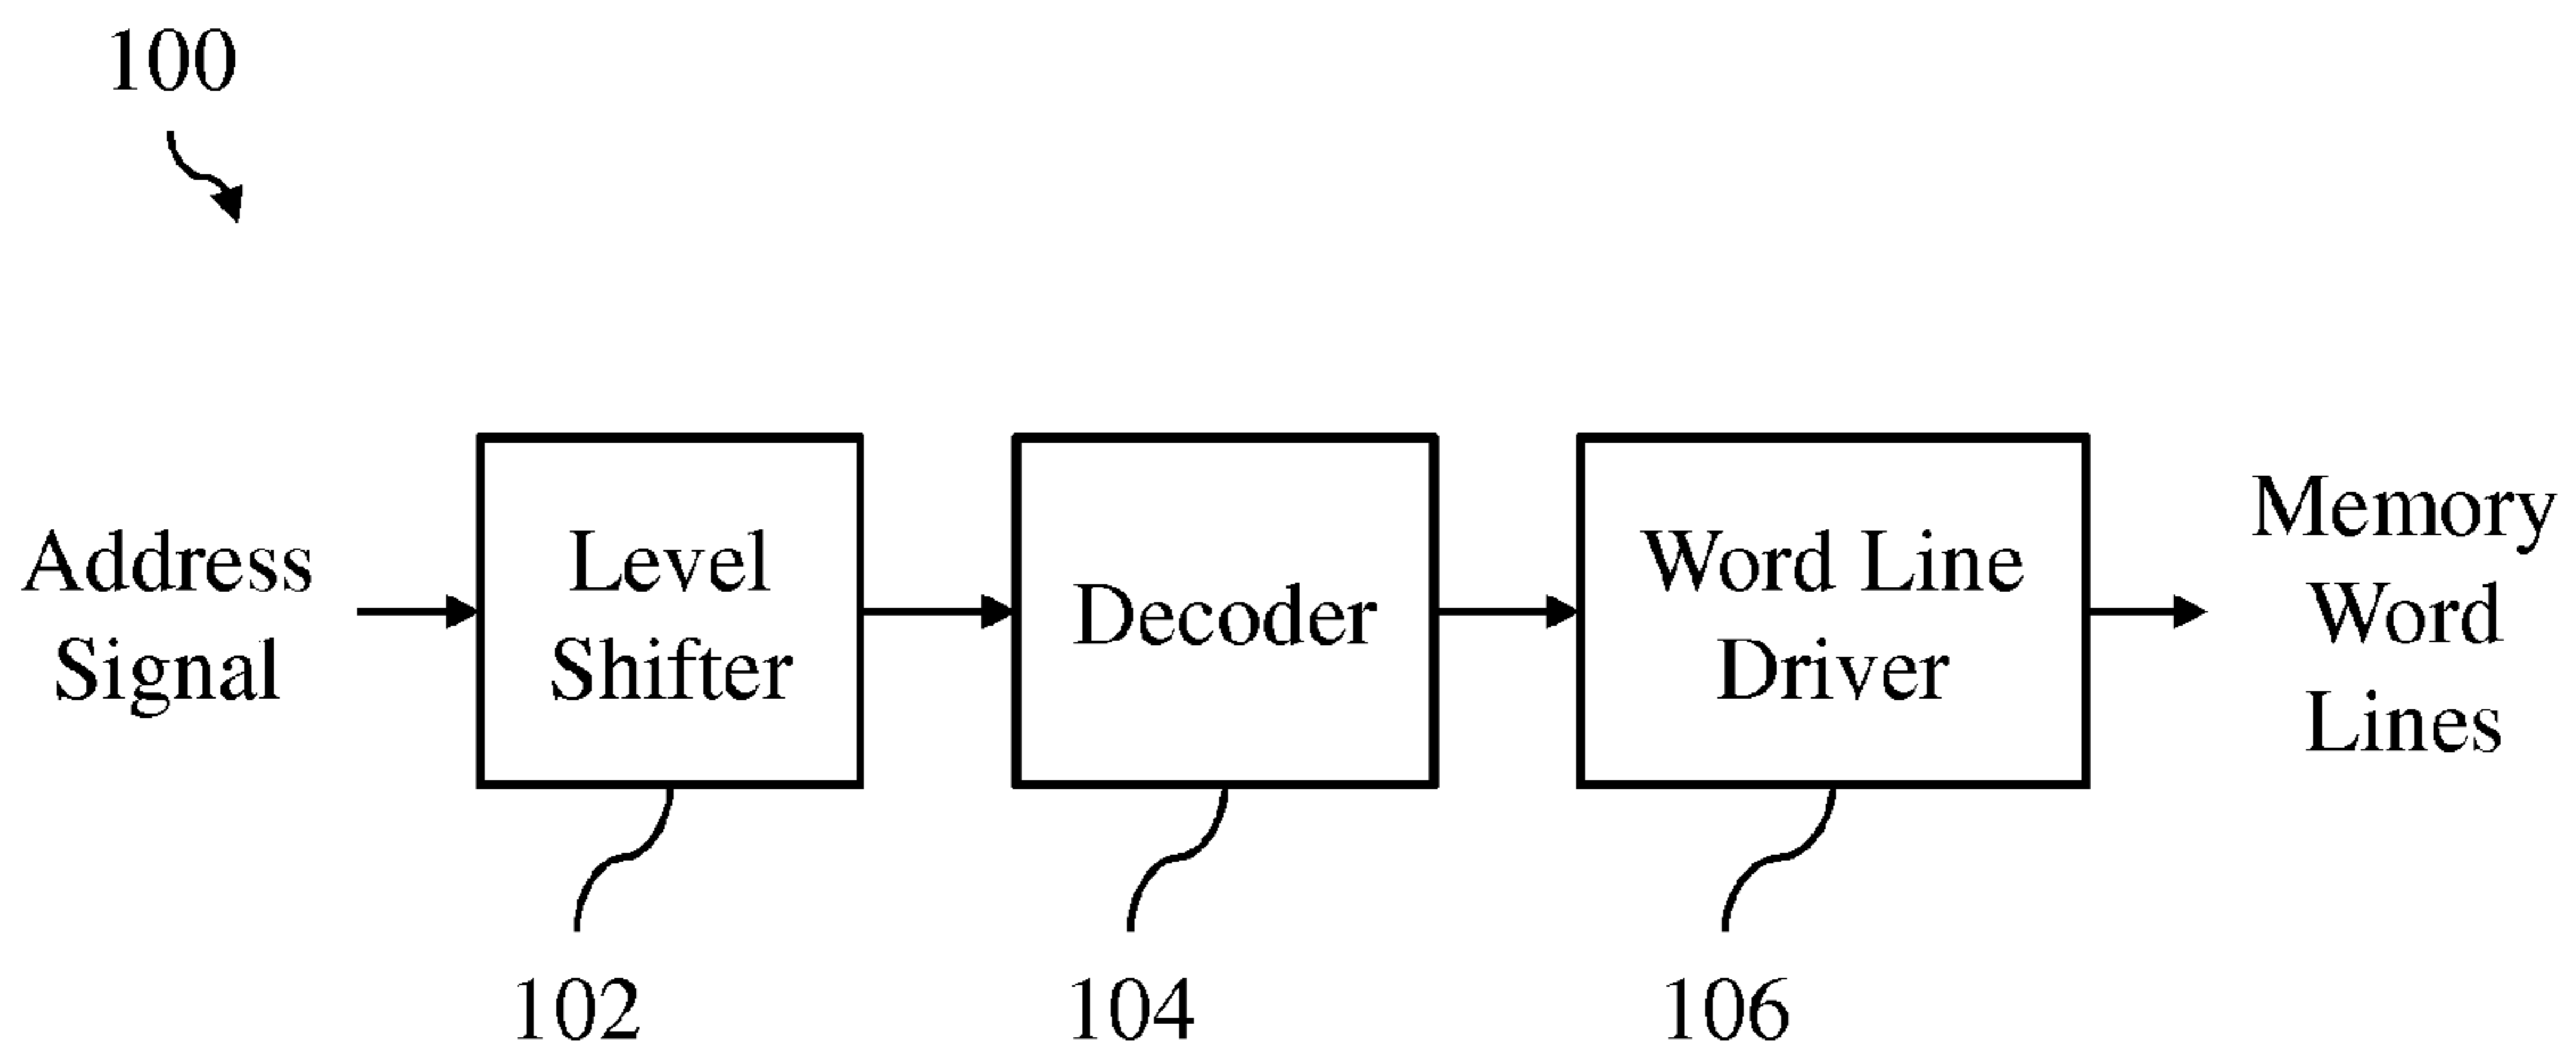 100
Address
Signal
Level
Shifter
Decoder
Word Line
Driver
Memory
Word
Lines
102
104
106